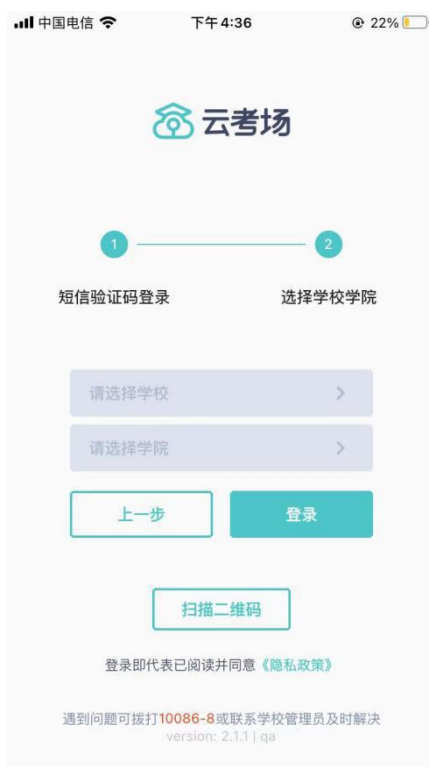 中国电信 下午4:36 22%
云考场
1 2
短信验证码登录 选择学校学院
请选择学校
请选择学院
上一步 登录
扫描二维码
登录即代表已阅读并同意《隐私政策》
遇到问题可拨打10086-8或联系学校管理员及时解决
version: 2.1.1 | qa